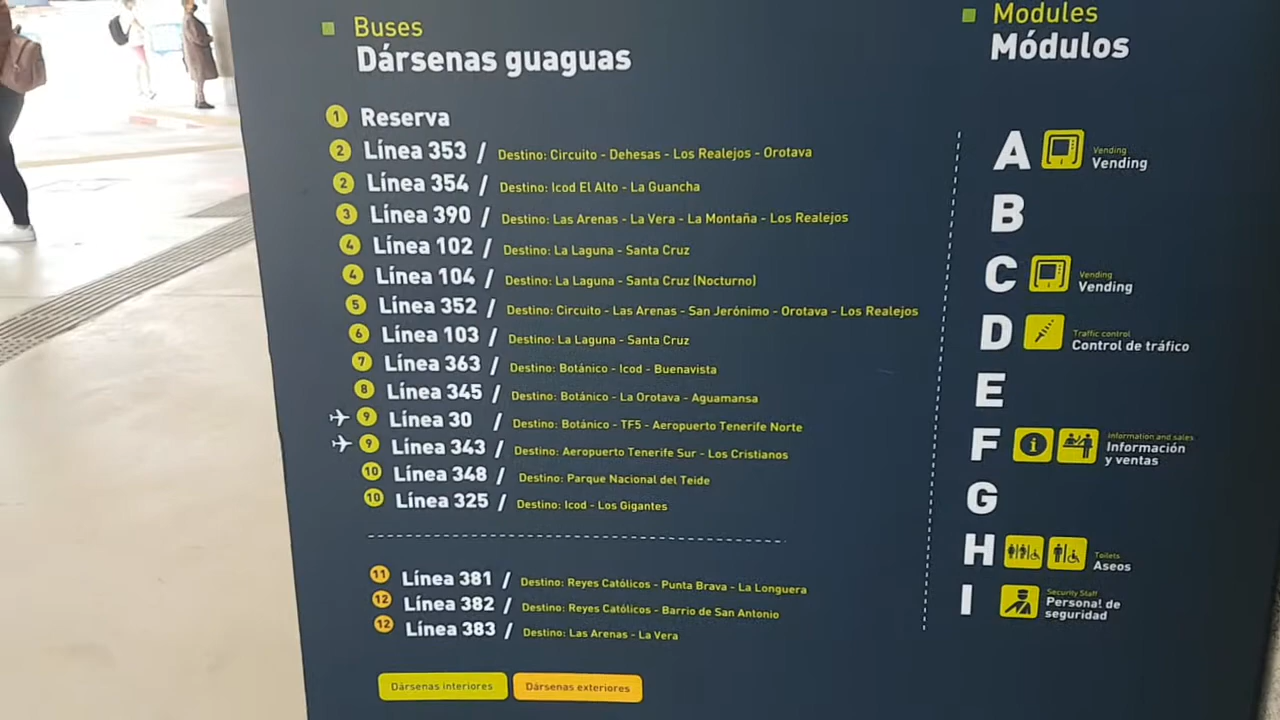 Buses
Dársenas guaguas
1 Reserva
2 Línea 353 / Destino: Circuito - Dehesas - Los Realejos - Orotava
2 Línea 354 / Destino: Icod El Alto - La Guancha
3 Línea 390 / Destino: Las Arenas - La Vera - La Montaña - Los Realejos
4 Línea 102 / Destino: La Laguna - Santa Cruz
4 Línea 104 / Destino: La Laguna - Santa Cruz (Nocturno)
5 Línea 352 / Destino: Circuito - Las Arenas - San Jerónimo - Orotava - Los Realejos
6 Línea 103 / Destino: La Laguna - Santa Cruz
7 Línea 363 / Destino: Botánico - Icod - Buenavista
8 Línea 345 / Destino: Botánico - La Orotava - Aguamansa
9 Línea 30 / Destino: Botánico - TF5 - Aeropuerto Tenerife Norte
9 Línea 343 / Destino: Aeropuerto Tenerife Sur - Los Cristianos
10 Línea 348 / Destino: Parque Nacional del Teide
10 Línea 325 / Destino: Icod - Los Gigantes
11 Línea 381 / Destino: Reyes Católicos - Punta Brava - La Longuera
12 Línea 382 / Destino: Reyes Católicos - Barrio de San Antonio
12 Línea 383 / Destino: Las Arenas - La Vera
Dársenas interiores
Dársenas exteriores
Modules
Módulos
A
Vending
Vending
B
C
Vending
Vending
D
Traffic control
Control de tráfico
E
F
Information and sales
Información
y ventas
G
H
Toilets
Aseos
I
Security Staff
Personal de
seguridad